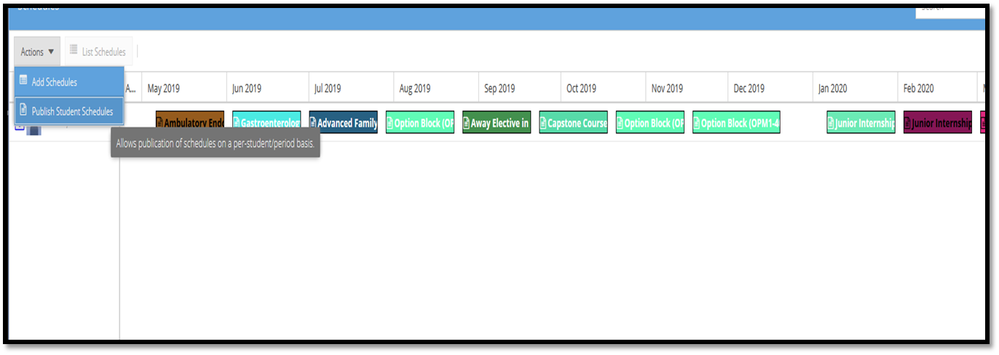 Schedules
Search
Actions
List Schedules
Add Schedules
Publish Student Schedules
A... May 2019 Jun 2019 Jul 2019 Aug 2019 Sep 2019 Oct 2019 Nov 2019 Dec 2019 Jan 2020 Feb 2020
Ambulatory Endo Gastroenterolog Advanced Family Option Block (OP Away Elective in Capstone Course Option Block (OP Option Block (OPM1-4 Junior Internship Junior Internship
Allows publication of schedules on a per-student/period basis.